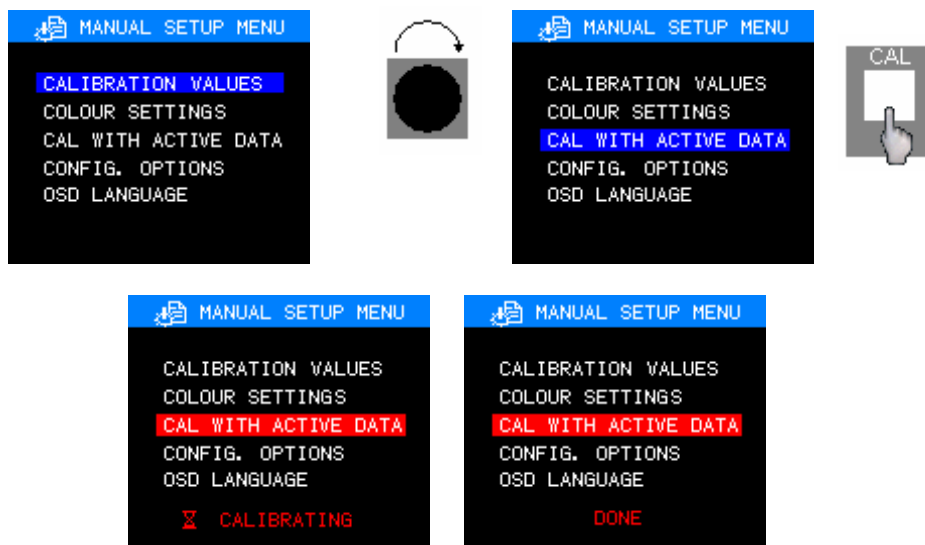 MANUAL SETUP MENU
CALIBRATION VALUES
COLOUR SETTINGS
CAL WITH ACTIVE DATA
CONFIG. OPTIONS
OSD LANGUAGE
MANUAL SETUP MENU
CALIBRATION VALUES
COLOUR SETTINGS
CAL WITH ACTIVE DATA
CONFIG. OPTIONS
OSD LANGUAGE
CAL
MANUAL SETUP MENU
CALIBRATION VALUES
COLOUR SETTINGS
CAL WITH ACTIVE DATA
CONFIG. OPTIONS
OSD LANGUAGE
CALIBRATING
MANUAL SETUP MENU
CALIBRATION VALUES
COLOUR SETTINGS
CAL WITH ACTIVE DATA
CONFIG. OPTIONS
OSD LANGUAGE
DONE